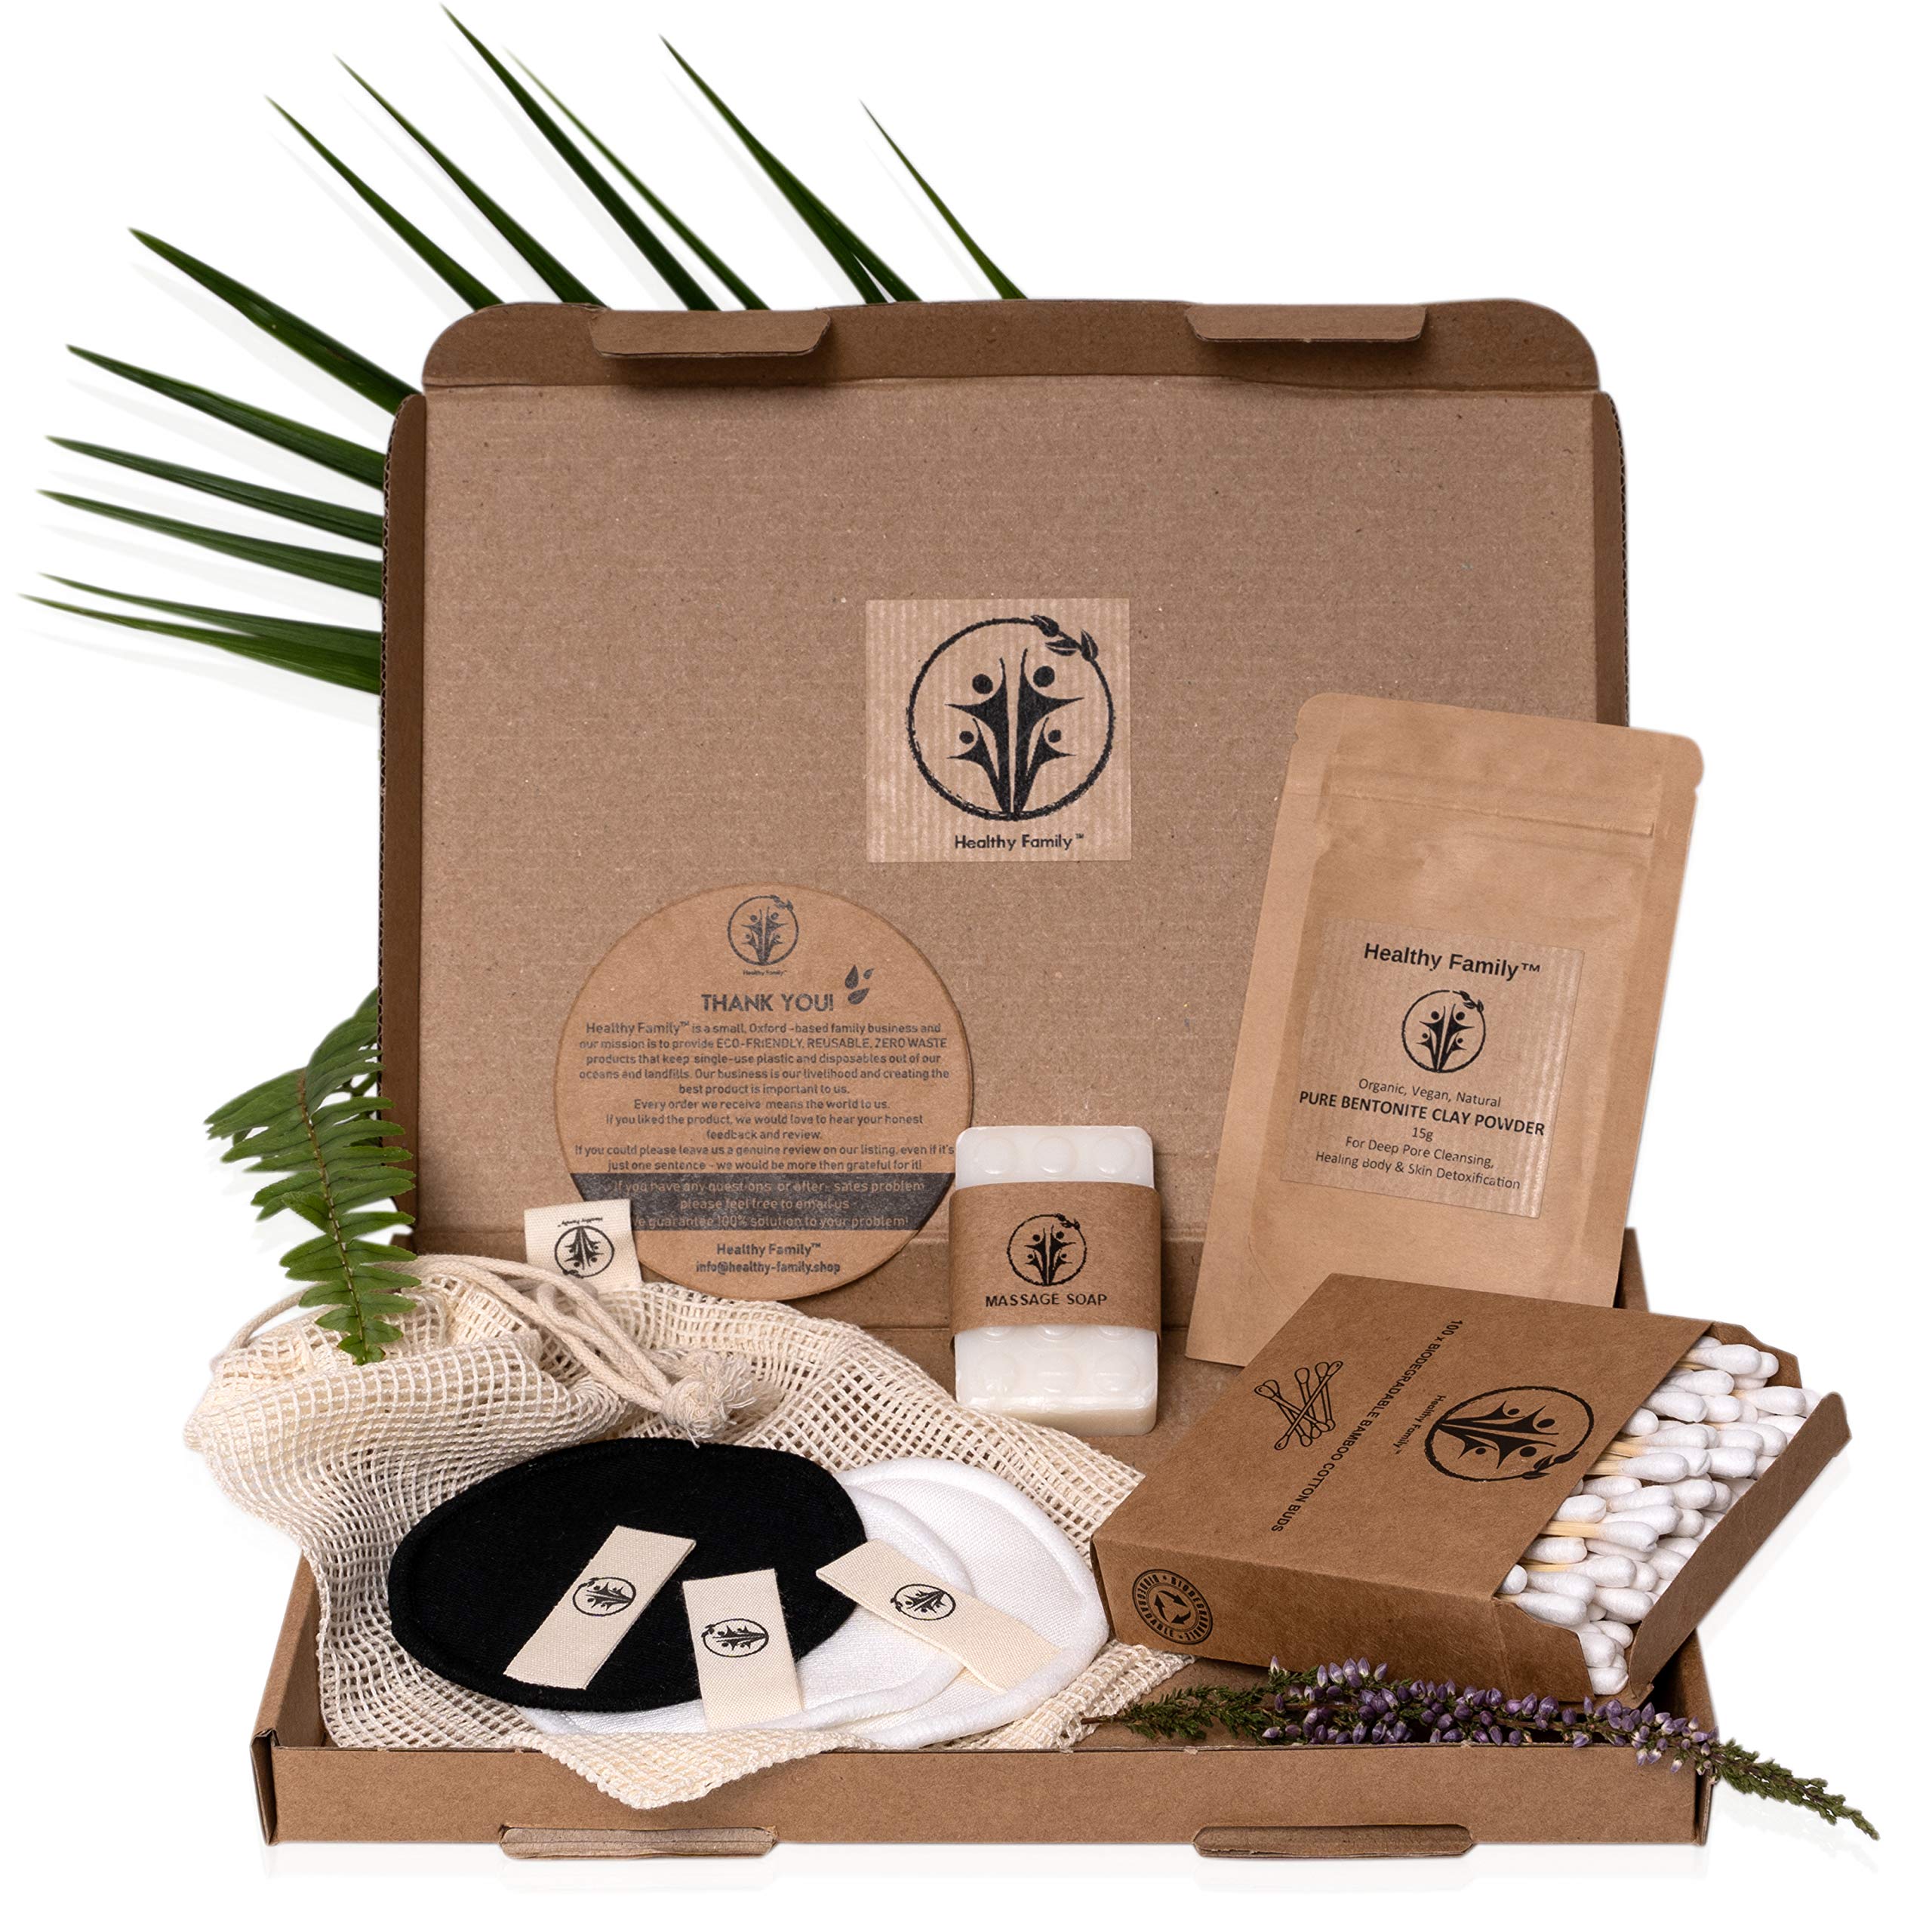 Healthy Family™
Healthy Family™
THANK YOU!
Healthy Family™ is a small, Oxford -based family business and
our mission is to provide ECO-FRIENDLY, REUSABLE, ZERO WASTE
products that keep single-use plastic and disposables out of our
oceans and landfills. Our business is our livelihood and creating the
best product is important to us.
Every order we receive means the world to us.
If you liked the product, we would love to hear your honest
feedback and review.
If you could please leave us a genuine review on our listing, even if it's
just one sentence - we would be more then grateful for it!
If you have any questions or after- sales problem
please feel free to email us -
guarantee 100% solution to your problem!
Healthy Family™
info@healthy-family.shop
Healthy Family™
MASSAGE SOAP
Healthy Family™
Organic, Vegan, Natural
PURE BENTONITE CLAY POWDER
15g
For Deep Pore Cleansing,
Healing Body & Skin Detoxification
Healthy Family™
100 x BIODEGRADABLE BAMBOO COTTON BUDS
BIODEGRADABLE • BIODEGRADABLE •